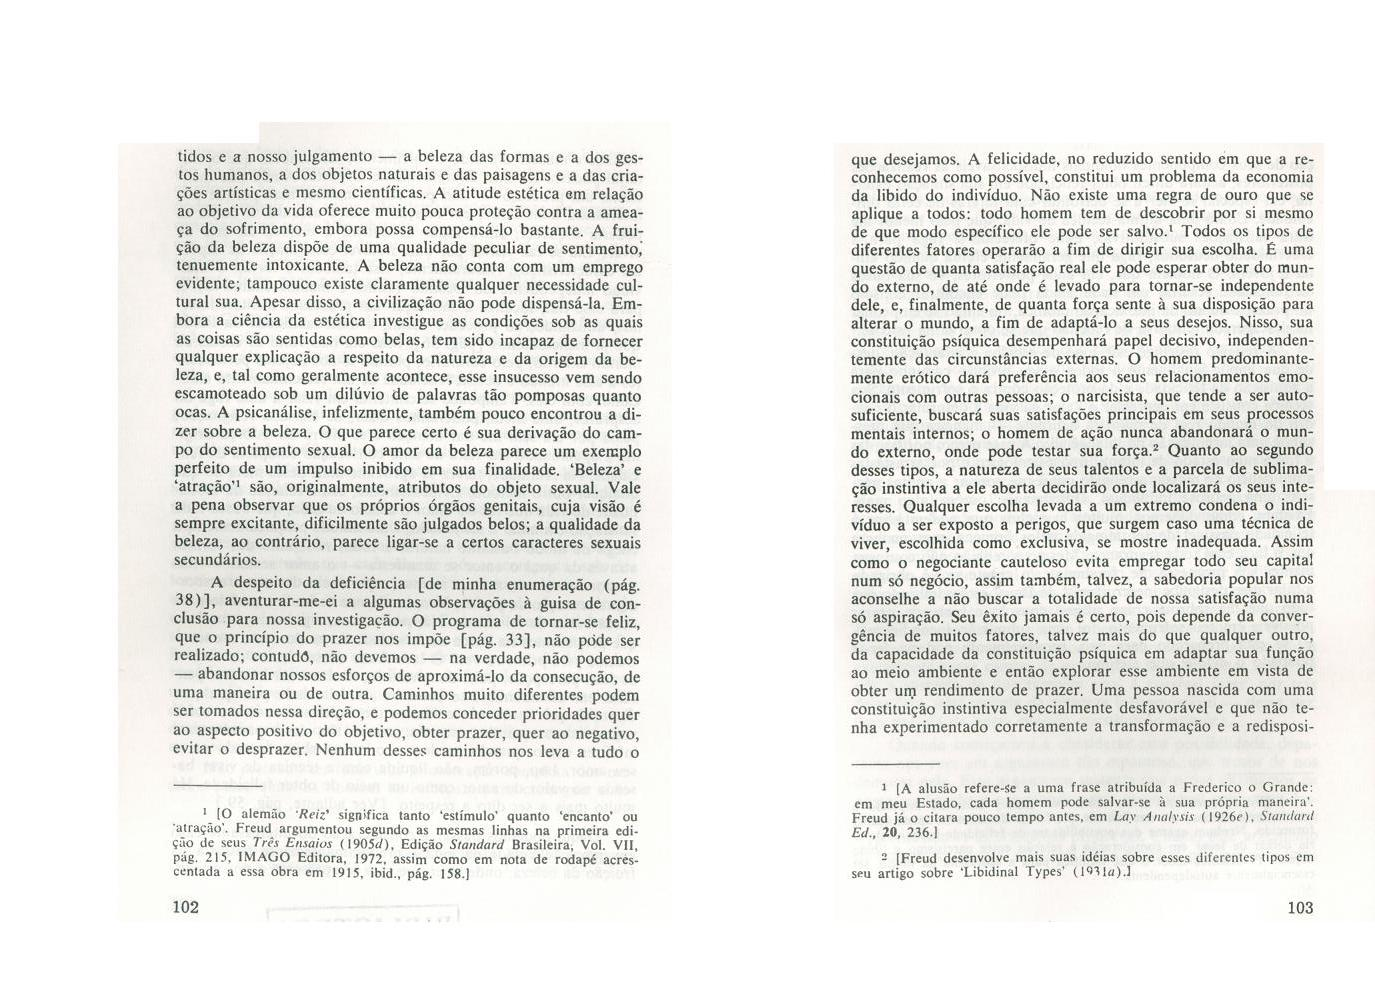 tidos e a nosso julgamento — a beleza das formas e a dos ges-
tos humanos, a dos objetos naturais e das paisagens e a das cria-
ções artísticas e mesmo científicas. A atitude estética em relação
ao objetivo da vida oferece muito pouca proteção contra a amea-
ça do sofrimento, embora possa compensá-lo bastante. A frui-
ção da beleza dispõe de uma qualidade peculiar de sentimento,
tenuemente intoxicante. A beleza não conta com um emprego
evidente; tampouco existe claramente qualquer necessidade cul-
tural sua. Apesar disso, a civilização não pode dispensá-la. Em-
bora a ciência da estética investigue as condições sob as quais
as coisas são sentidas como belas, tem sido incapaz de fornecer
qualquer explicação a respeito da natureza e da origem da be-
leza, e, tal como geralmente acontece, esse insucesso vem sendo
escamoteado sob um dilúvio de palavras tão pomposas quanto
ocas. A psicanálise, infelizmente, também pouco encontrou a di-
zer sobre a beleza. O que parece certo é sua derivação do cam-
po do sentimento sexual. O amor da beleza parece um exemplo
perfeito de um impulso inibido em sua finalidade. ‘Beleza’ e
‘atração’¹ são, originalmente, atributos do objeto sexual. Vale
a pena observar que os próprios órgãos genitais, cuja visão é
sempre excitante, dificilmente são julgados belos; a qualidade da
beleza, ao contrário, parece ligar-se a certos caracteres sexuais
secundários.
A despeito da deficiência [de minha enumeração (pág.
38)], aventurar-me-ei a algumas observações à guisa de con-
clusão para nossa investigação. O programa de tornar-se feliz,
que o princípio do prazer nos impõe [pág. 33], não pode ser
realizado; contudo, não devemos — na verdade, não podemos
— abandonar nossos esforços de aproximá-lo da consecução, de
uma maneira ou de outra. Caminhos muito diferentes podem
ser tomados nessa direção, e podemos conceder prioridades quer
ao aspecto positivo do objetivo, obter prazer, quer ao negativo,
evitar o desprazer. Nenhum desses caminhos nos leva a tudo o
¹ [O alemão ‘Reiz’ significa tanto ‘estímulo’ quanto ‘encanto’ ou
‘atração’. Freud argumentou segundo as mesmas linhas na primeira edi-
ção de seus Três Ensaios (1905d), Edição Standard Brasileira, Vol. VII,
pág. 215, IMAGO Editora, 1972, assim como em nota de rodapé acres-
centada a essa obra em 1915, ibid., pág. 158.]
102
que desejamos. A felicidade, no reduzido sentido em que a re-
conhecemos como possível, constitui um problema da economia
da libido do indivíduo. Não existe uma regra de ouro que se
aplique a todos: todo homem tem de descobrir por si mesmo
de que modo específico ele pode ser salvo.¹ Todos os tipos de
diferentes fatores operarão a fim de dirigir sua escolha. É uma
questão de quanta satisfação real ele pode esperar obter do mun-
do externo, de até onde é levado para tornar-se independente
dele, e, finalmente, de quanta força sente à sua disposição para
alterar o mundo, a fim de adaptá-lo a seus desejos. Nisso, sua
constituição psíquica desempenhará papel decisivo, independen-
temente das circunstâncias externas. O homem predominante-
mente erótico dará preferência aos seus relacionamentos emo-
cionais com outras pessoas; o narcisista, que tende a ser auto-
suficiente, buscará suas satisfações principais em seus processos
mentais internos; o homem de ação nunca abandonará o mun-
do externo, onde pode testar sua força.² Quanto ao segundo
desses tipos, a natureza de seus talentos e a parcela de sublima-
ção instintiva a ele aberta decidirão onde localizará os seus inte-
resses. Qualquer escolha levada a um extremo condena o indi-
víduo a ser exposto a perigos, que surgem caso uma técnica de
viver, escolhida como exclusiva, se mostre inadequada. Assim
como o negociante cauteloso evita empregar todo seu capital
num só negócio, assim também, talvez, a sabedoria popular nos
aconselhe a não buscar a totalidade de nossa satisfação numa
só aspiração. Seu êxito jamais é certo, pois depende da conver-
gência de muitos fatores, talvez mais do que qualquer outro,
da capacidade da constituição psíquica em adaptar sua função
ao meio ambiente e então explorar esse ambiente em vista de
obter um rendimento de prazer. Uma pessoa nascida com uma
constituição instintiva especialmente desfavorável e que não te-
nha experimentado corretamente a transformação e a redisposi-
¹ [A alusão refere-se a uma frase atribuída a Frederico o Grande:
em meu Estado, cada homem pode salvar-se à sua própria maneira’.
Freud já o citara pouco tempo antes, em Lay Analysis (1926e), Standard
Ed., 20, 236.]
² [Freud desenvolve mais suas idéias sobre esses diferentes tipos em
seu artigo sobre ‘Libidinal Types’ (1931a).]
103